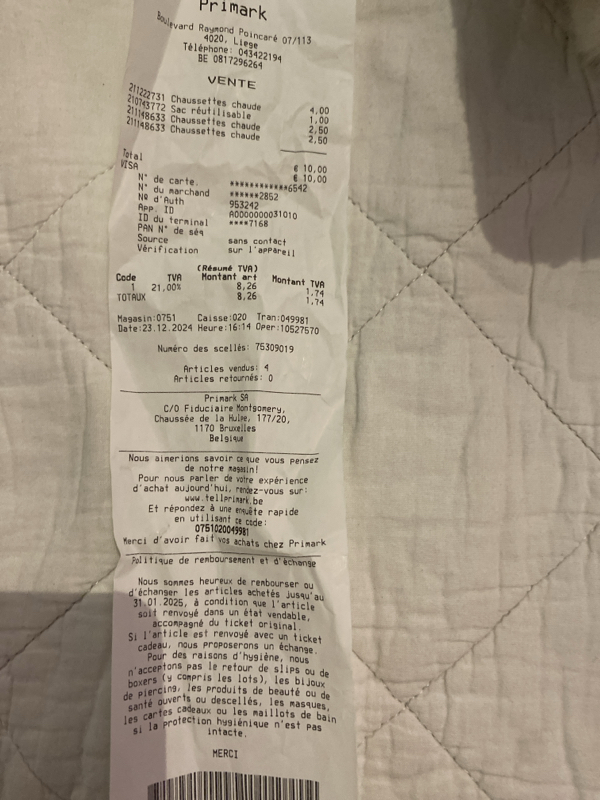 Primark
Boulevard Raymond Poincaré 07/113
4020, Liege
Téléphone: 043422194
BE 0817296264
VENTE
211222731 Chaussettes chaude 4,00
210743772 Sac réutilisable 1,00
211148633 Chaussettes chaude 2,50
211148633 Chaussettes chaude 2,50
Total € 10,00
VISA € 10,00
N° de carte. ************6542
N° du marchand ******2852
Nº d'Auth 953242
App. ID A0000000031010
ID du terminal ****7168
PAN N° de séq
Source sans contact
Vérification sur l'appareil
(Résumé TVA)
Code TVA Montant art Montant TVA
1 21,00% 8,26 1,74
TOTAUX 8,26 1,74
Magasin:0751 Caisse:020 Tran:049981
Date:23.12.2024 Heure:16:14 Oper:10527570
Numéro des scellés: 75309019
Articles vendus: 4
Articles retournés: 0
Primark SA
C/O Fiduciaire Montgomery,
Chaussée de la Hulpe, 177/20,
1170 Bruxelles
Belgique
Nous aimerions savoir ce que vous pensez
de notre magasin!
Pour nous parler de votre expérience
d'achat aujourd'hui, rendez-vous sur:
www.tellprimark.be
Et répondez à une enquête rapide
en utilisant ce code:
0751020049981
Merci d'avoir fait vos achats chez Primark
Politique de remboursement et d'échange
Nous sommes heureux de rembourser ou
d'échanger les articles achetés jusqu'au
31.01.2025, à condition que l'article
soit renvoyé dans un état vendable,
accompagné du ticket original.
Si l'article est renvoyé avec un ticket
cadeau, nous proposerons un échange.
Pour des raisons d'hygiène, nous
n'acceptons pas le retour de slips ou de
boxers (y compris les lots), les bijoux
de piercing, les produits de beauté ou de
santé ouverts ou descellés, les masques,
les cartes cadeaux ou les maillots de bain
si la protection hygiénique n'est pas
intacte.
MERCI